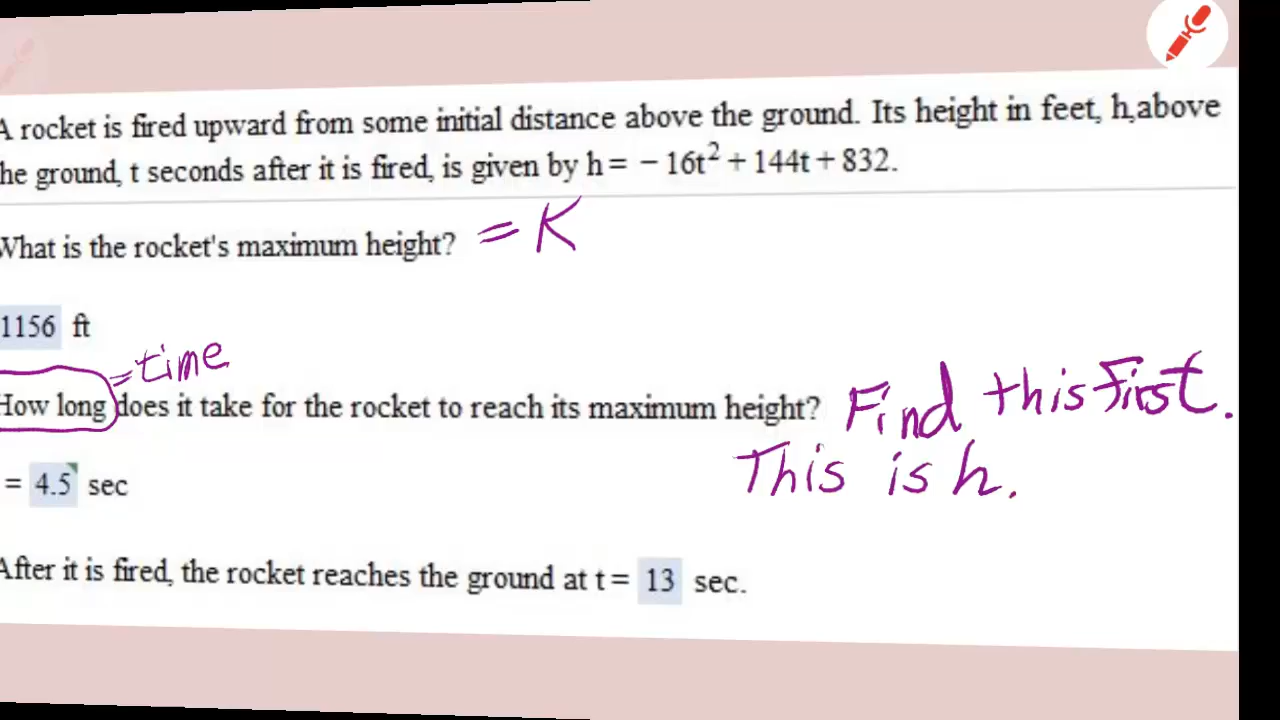 A rocket is fired upward from some initial distance above the ground. Its height in feet, h, above
he ground, t seconds after it is fired, is given by h = − 16t² + 144t + 832.
What is the rocket's maximum height? = K
1156 ft
= time
How long does it take for the rocket to reach its maximum height? Find this First.
This is h.
= 4.5 sec
After it is fired, the rocket reaches the ground at t = 13 sec.